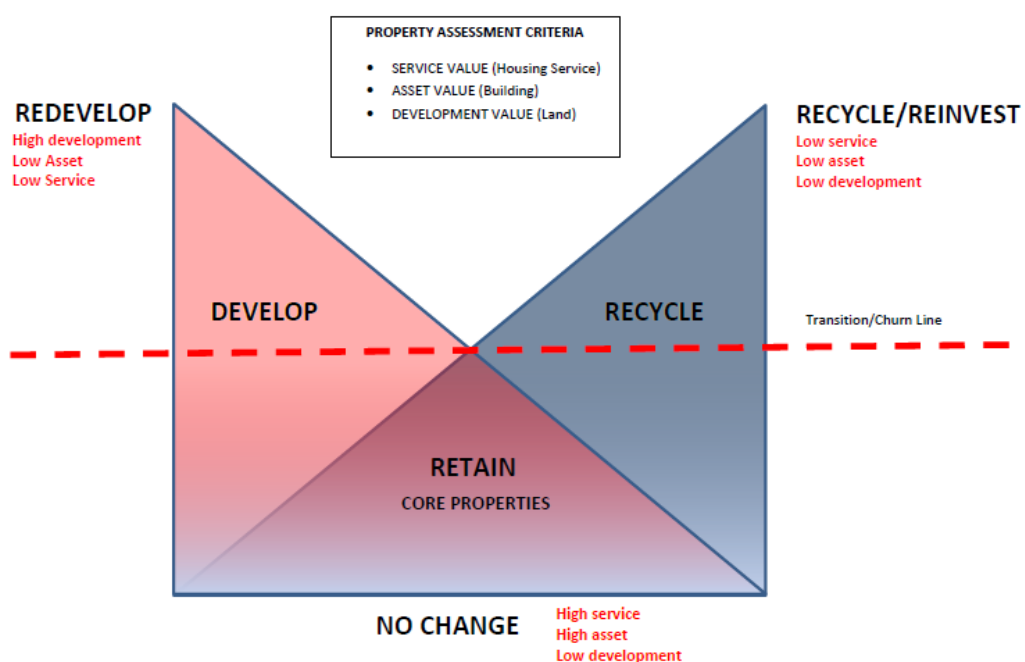 PROPERTY ASSESSMENT CRITERIA
• SERVICE VALUE (Housing Service)
• ASSET VALUE (Building)
• DEVELOPMENT VALUE (Land)
REDEVELOP
High development
Low Asset
Low Service
RECYCLE/REINVEST
Low service
Low asset
Low development
DEVELOP
RECYCLE
Transition/Churn Line
RETAIN
CORE PROPERTIES
NO CHANGE
High service
High asset
Low development